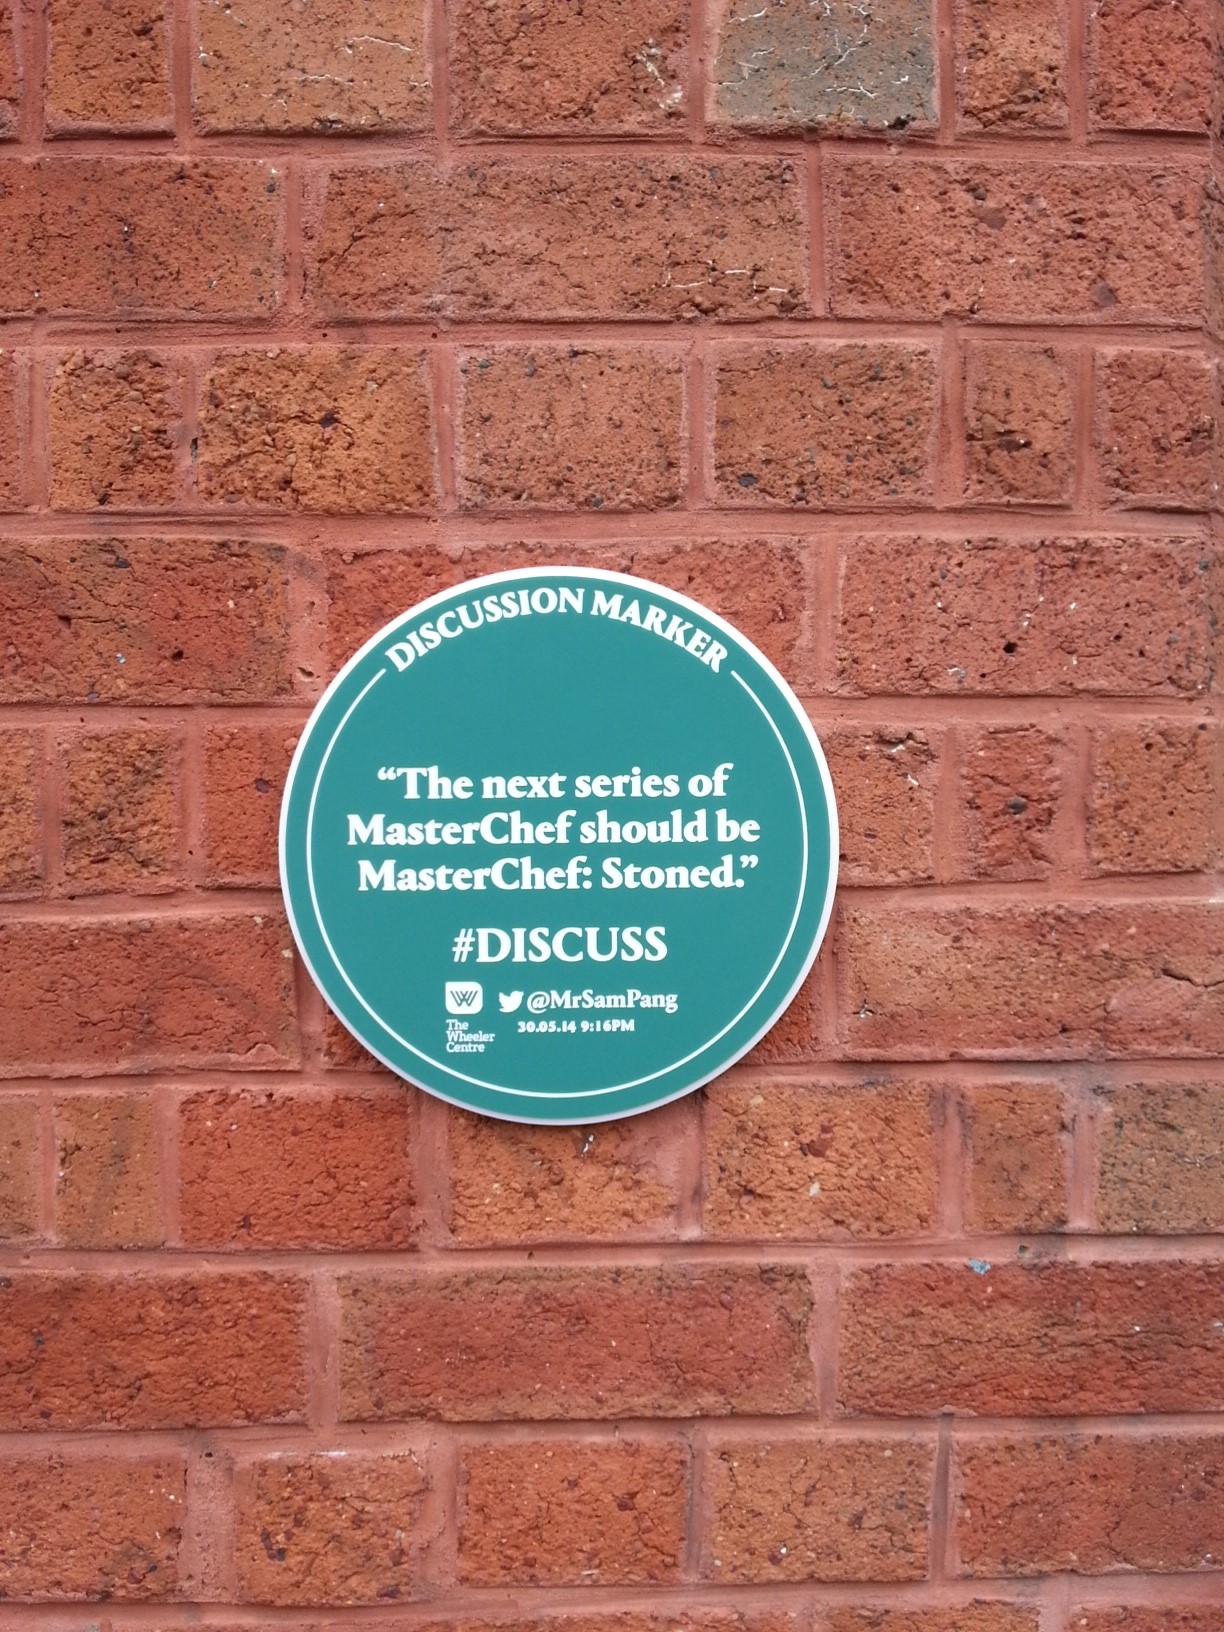 DISCUSSION MARKER
“The next series of
MasterChef should be
MasterChef: Stoned.”
#DISCUSS
@MrSamPang
30.05.14 9:16PM
The
Wheeler
Centre